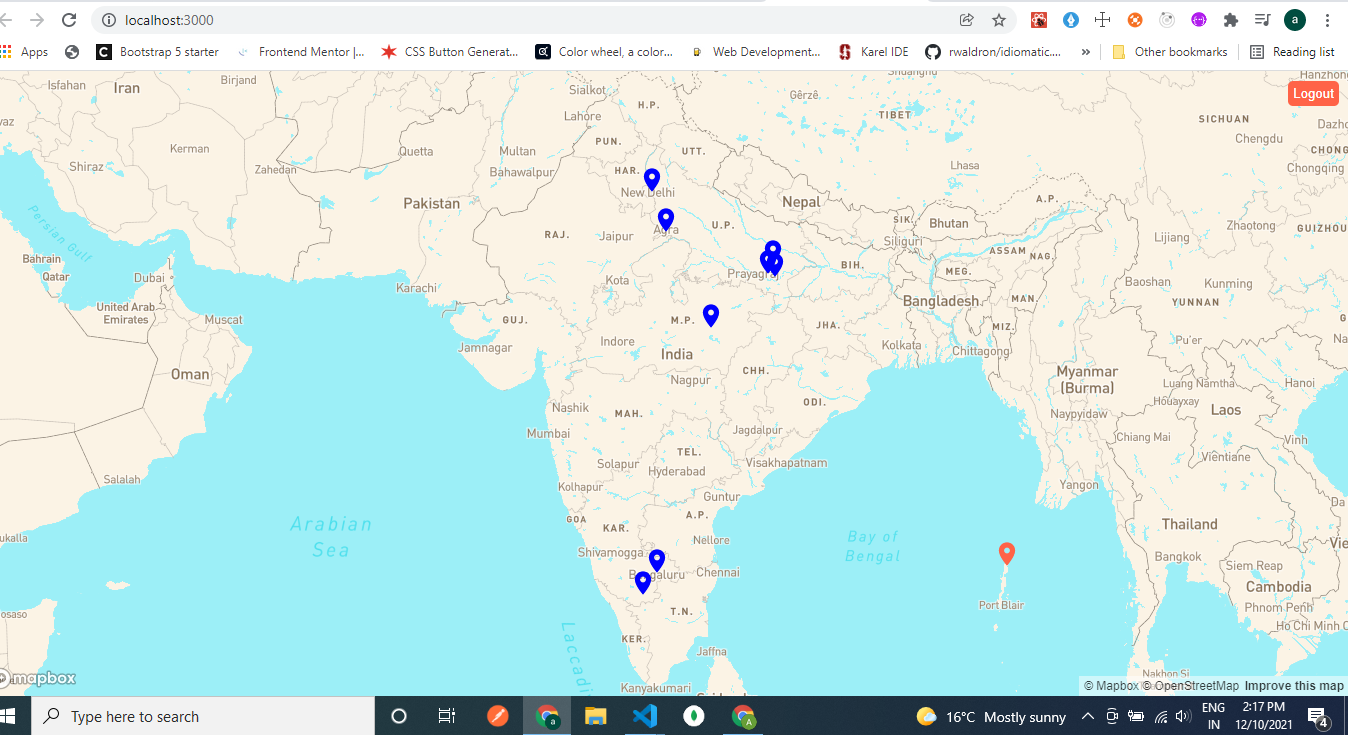 localhost:3000
a
Apps
Bootstrap 5 starter
Frontend Mentor |...
CSS Button Generat...
Color wheel, a color...
Web Development...
Karel IDE
rwaldron/idiomatic....
»
Other bookmarks
Reading list
Isfahan
Iran
Birjand
Sialkot
H.P.
Gêrzê
Hanzhong
Logout
Lahore
TIBET
SICHUAN
Kerman
PUN.
UTT.
Chengdu
Quetta
Multan
Lhasa
Shiraz
Zahedan
Bahawalpur
HAR.
New Delhi
Chongqing
Pakistan
Nepal
A.P.
Persian Gulf
RAJ.
Jaipur
Agra
U.P.
SIK.
Bhutan
Zhaotong
Siliguri
Lijiang
GUIZHOU
Bahrain
ASSAM
NAG.
Qatar
Dubai
Kota
Prayagraj
BIH.
MEG.
Baoshan
Kunming
Karachi
Bangladesh
MAN.
YUNNAN
United Arab
Emirates
Muscat
GUJ.
M.P.
JHA.
MIZ.
Jamnagar
Indore
India
Kolkata
Chittagong
Pu'er
Oman
Nagpur
CHH.
Myanmar
(Burma)
Luang Namtha
Hanoi
Nashik
MAH.
ODI.
Houayxay
Laos
Mumbai
Jagdalpur
Naypyidaw
Chiang Mai
Vinh
TEL.
Vientiane
Salalah
Solapur
Hyderabad
Visakhapatnam
Kolhapur
Guntur
Yangon
Arabian
Sea
GOA
KAR.
A.P.
Thailand
Nellore
Bay of
Bengal
Shivamogga
Bangkok
Bengaluru
Chennai
Siem Reap
Cambodia
Port Blair
Phnom Penh
T.N.
Ho Chi Minh C
KER.
Jaffna
Nakhon Si
mapbox
Kanyakumari
© Mapbox © OpenStreetMap Improve this map
Type here to search
16°C Mostly sunny
ENG
IN
2:17 PM
12/10/2021
4